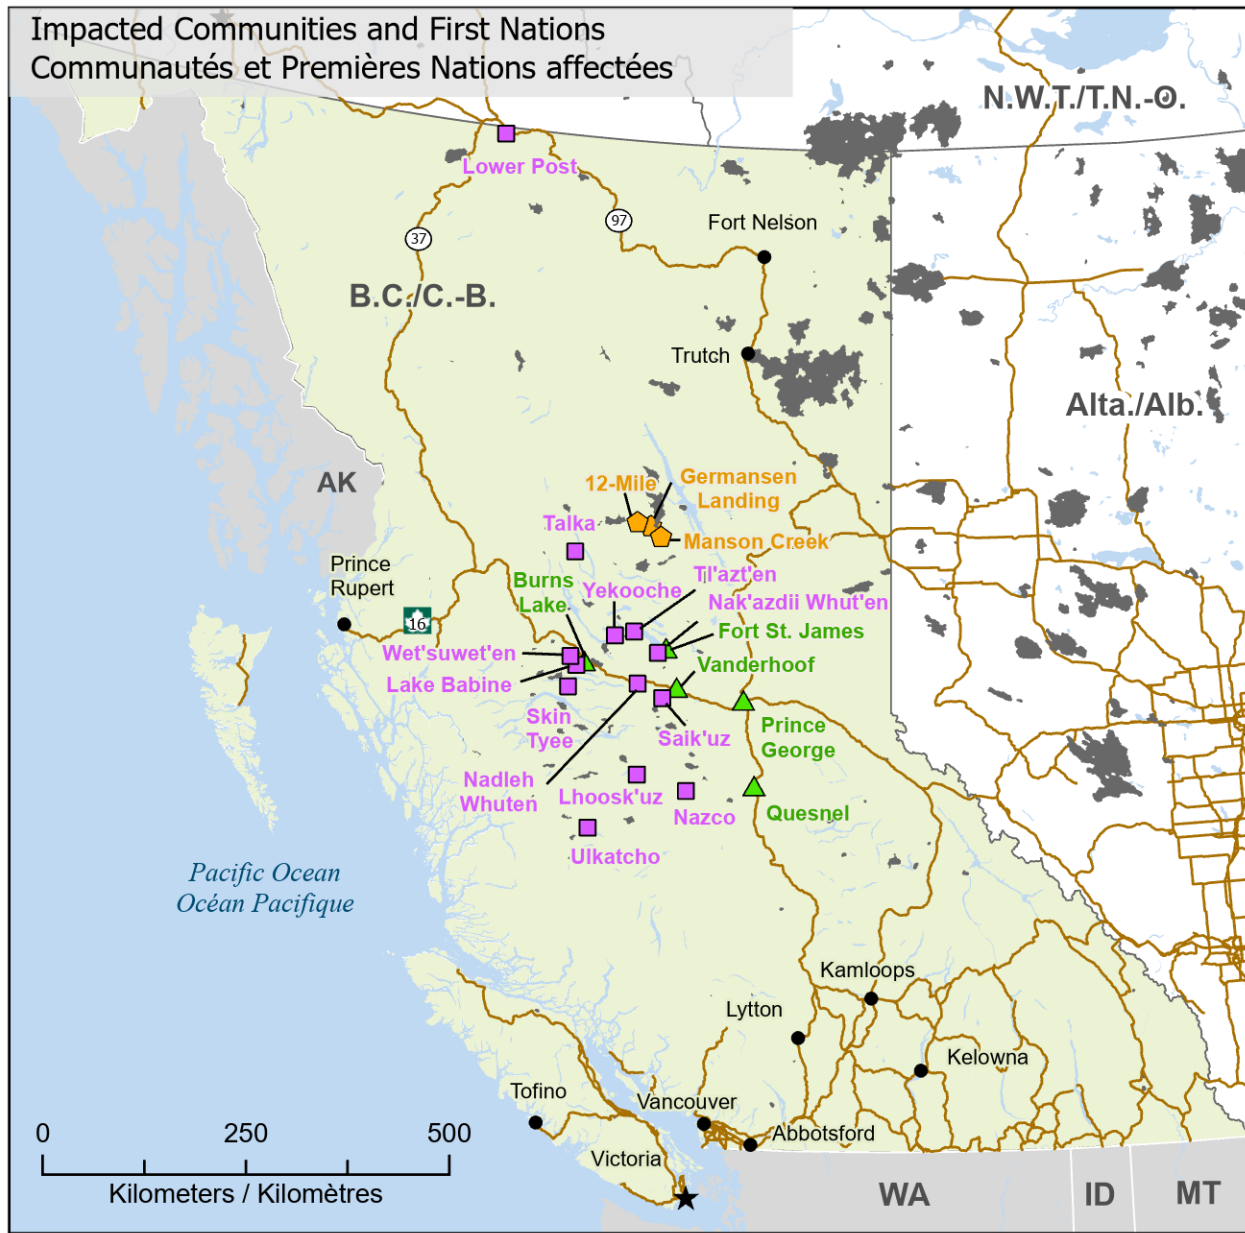 Impacted Communities and First Nations
Communautés et Premières Nations affectées
N.W.T./T.N.-O.
Lower Post
97
Fort Nelson
37
B.C./C.-B.
Trutch
Alta./Alb.
AK
12-Mile
Germansen
Landing
Talka
Manson Creek
Prince
Rupert
Burns
Lake
Yekooche
Tl'azt'en
Nak'azdii Whut'en
16
Fort St. James
Wet'suwet'en
Vanderhoof
Lake Babine
Skin
Tyee
Saik'uz
Prince
George
Nadleh
Whuten
Lhoosk'uz
Nazco
Quesnel
Ulkatcho
Pacific Ocean
Océan Pacifique
Kamloops
Lytton
Kelowna
Tofino
Vancouver
Abbotsford
Victoria
0 250 500
Kilometers / Kilomètres
WA
ID
MT